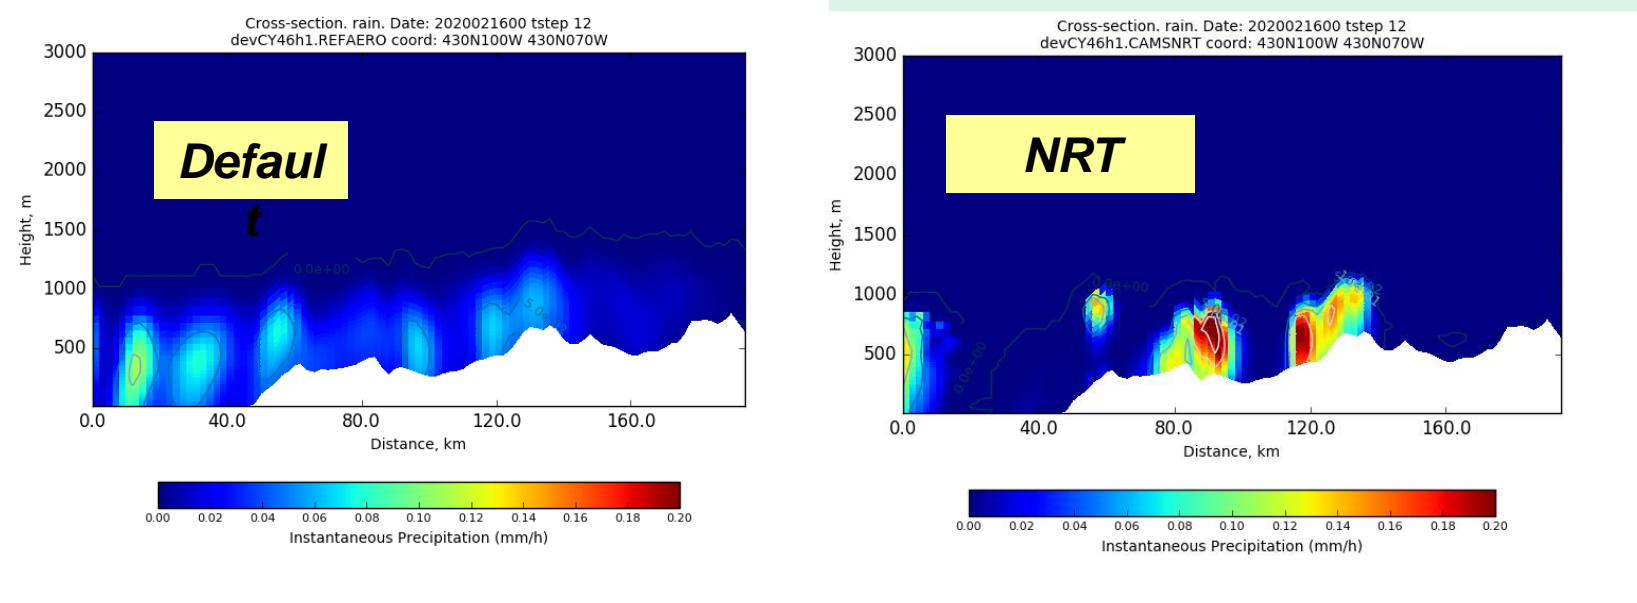 Cross-section. rain. Date: 2020021600 tstep 12
devCY46h1.REFAERO coord: 430N100W 430N070W
3000
2500
2000
1500
1000
500
Height, m
Defaul
t
0.0e+00
0.0 40.0 80.0 120.0 160.0
Distance, km
0.00 0.02 0.04 0.06 0.08 0.10 0.12 0.14 0.16 0.18 0.20
Instantaneous Precipitation (mm/h)
Cross-section. rain. Date: 2020021600 tstep 12
devCY46h1.CAMSNRT coord: 430N100W 430N070W
3000
2500
2000
1500
1000
500
Height, m
NRT
0.0e+00
0.0 40.0 80.0 120.0 160.0
Distance, km
0.00 0.02 0.04 0.06 0.08 0.10 0.12 0.14 0.16 0.18 0.20
Instantaneous Precipitation (mm/h)